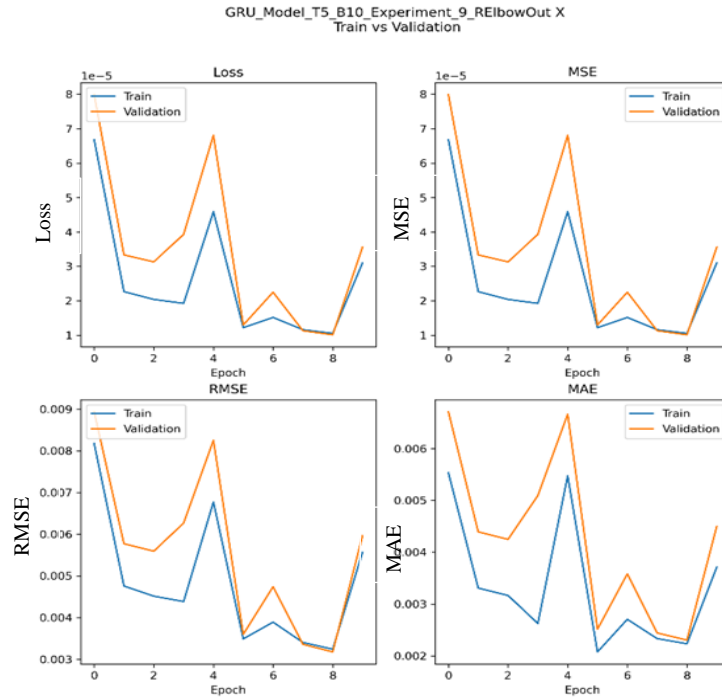 GRU_Model_T5_B10_Experiment_9_RElbowOut X
Train vs Validation
Loss
1e−5
8
7
6
5
4
3
2
1
0 2 4 6 8
Epoch
Loss
Train
Validation
MSE
1e−5
8
7
6
5
4
3
2
1
0 2 4 6 8
Epoch
MSE
Train
Validation
RMSE
0.009
0.008
0.007
0.006
0.005
0.004
0.003
0 2 4 6 8
Epoch
RMSE
Train
Validation
MAE
0.006
0.005
0.004
0.003
0.002
0 2 4 6 8
Epoch
MAE
Train
Validation